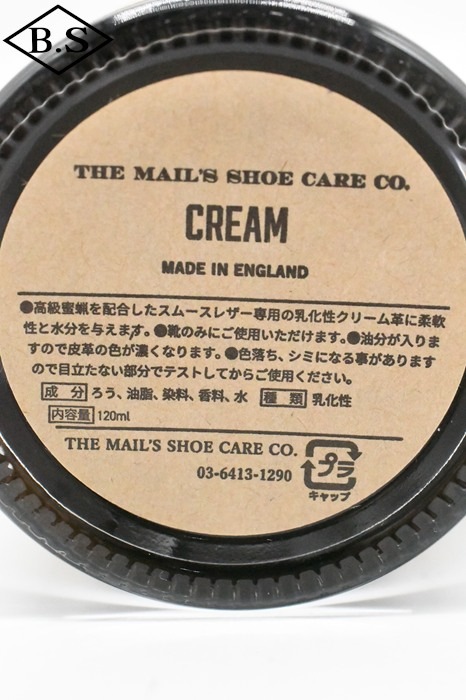 B.S
THE MAIL'S SHOE CARE CO.
CREAM
MADE IN ENGLAND
●高級蜜蝋を配合したスムースレザー専用の乳化性クリーム革に柔軟
性と水分を与えます。●靴のみにご使用いただけます。●油分が入りま
すので皮革の色が濃くなります。●色落ち、シミになる事があります
ので目立たない部分でテストしてからご使用ください。
成 分 ろう、油脂、染料、香料、水 種 類 乳化性
内容量 120ml
THE MAIL'S SHOE CARE CO.
03-6413-1290
プラ
キャップ